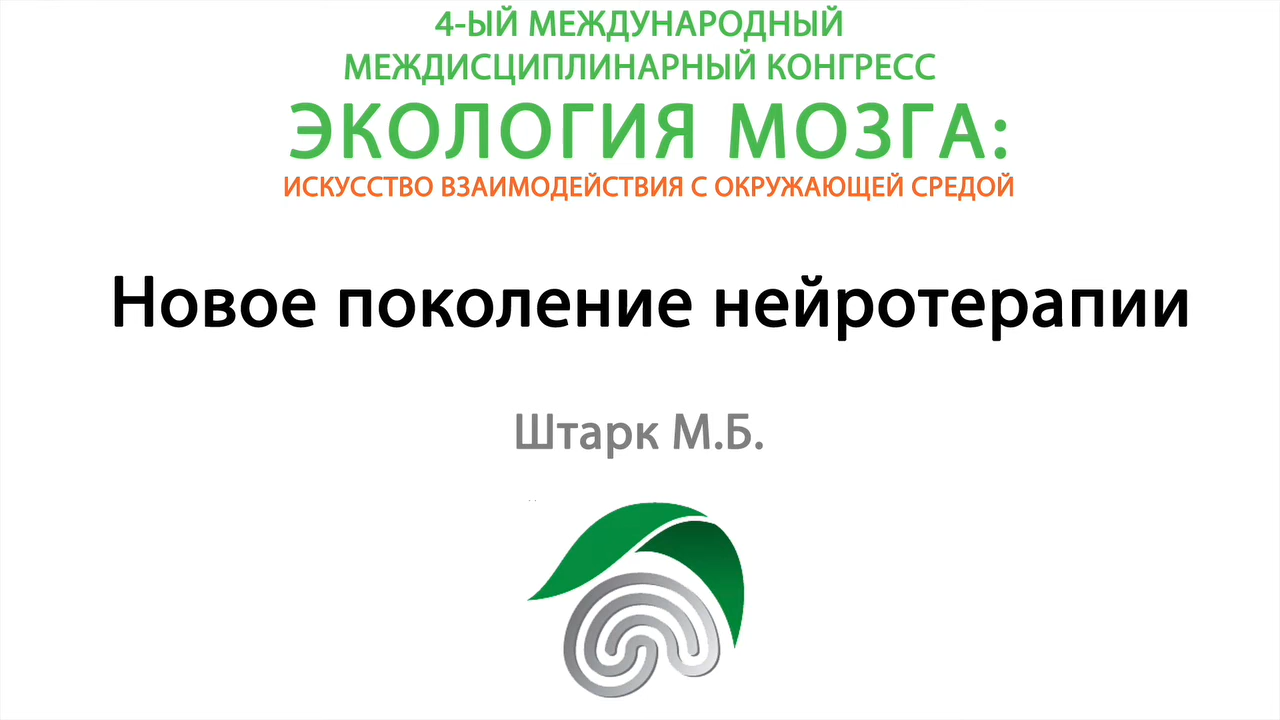 4-ЫЙ МЕЖДУНАРОДНЫЙ
МЕЖДИСЦИПЛИНАРНЫЙ КОНГРЕСС
ЭКОЛОГИЯ МОЗГА:
ИСКУССТВО ВЗАИМОДЕЙСТВИЯ С ОКРУЖАЮЩЕЙ СРЕДОЙ
Новое поколение нейротерапии
Штарк М.Б.